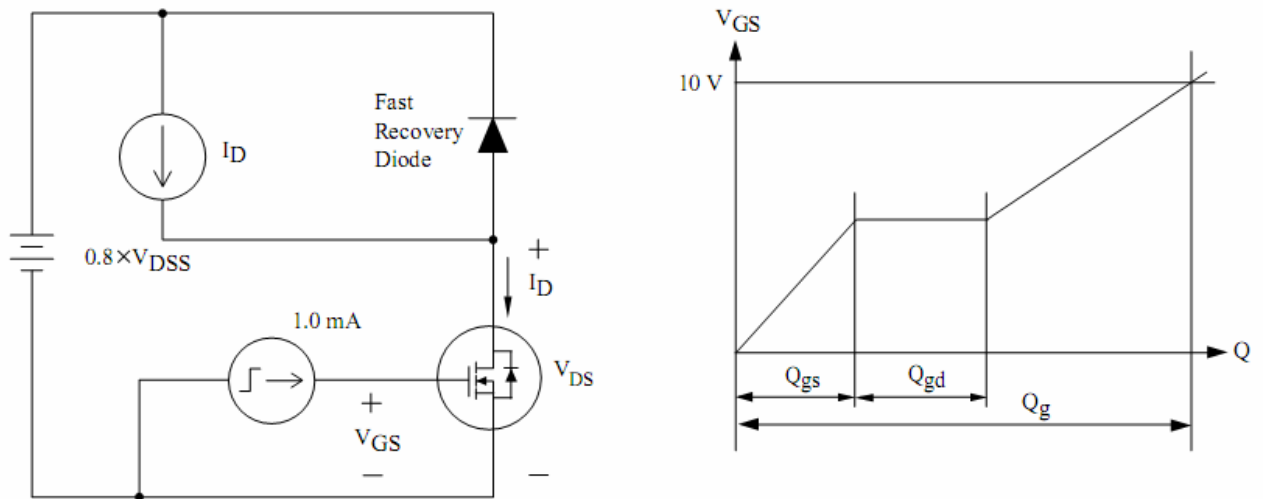 Fast
Recovery
Diode
I_D
0.8×V_DSS
+
I_D
1.0 mA
V_DS
+
V_GS
−
−
V_GS
10 V
Q
Q_gs
Q_gd
Q_g